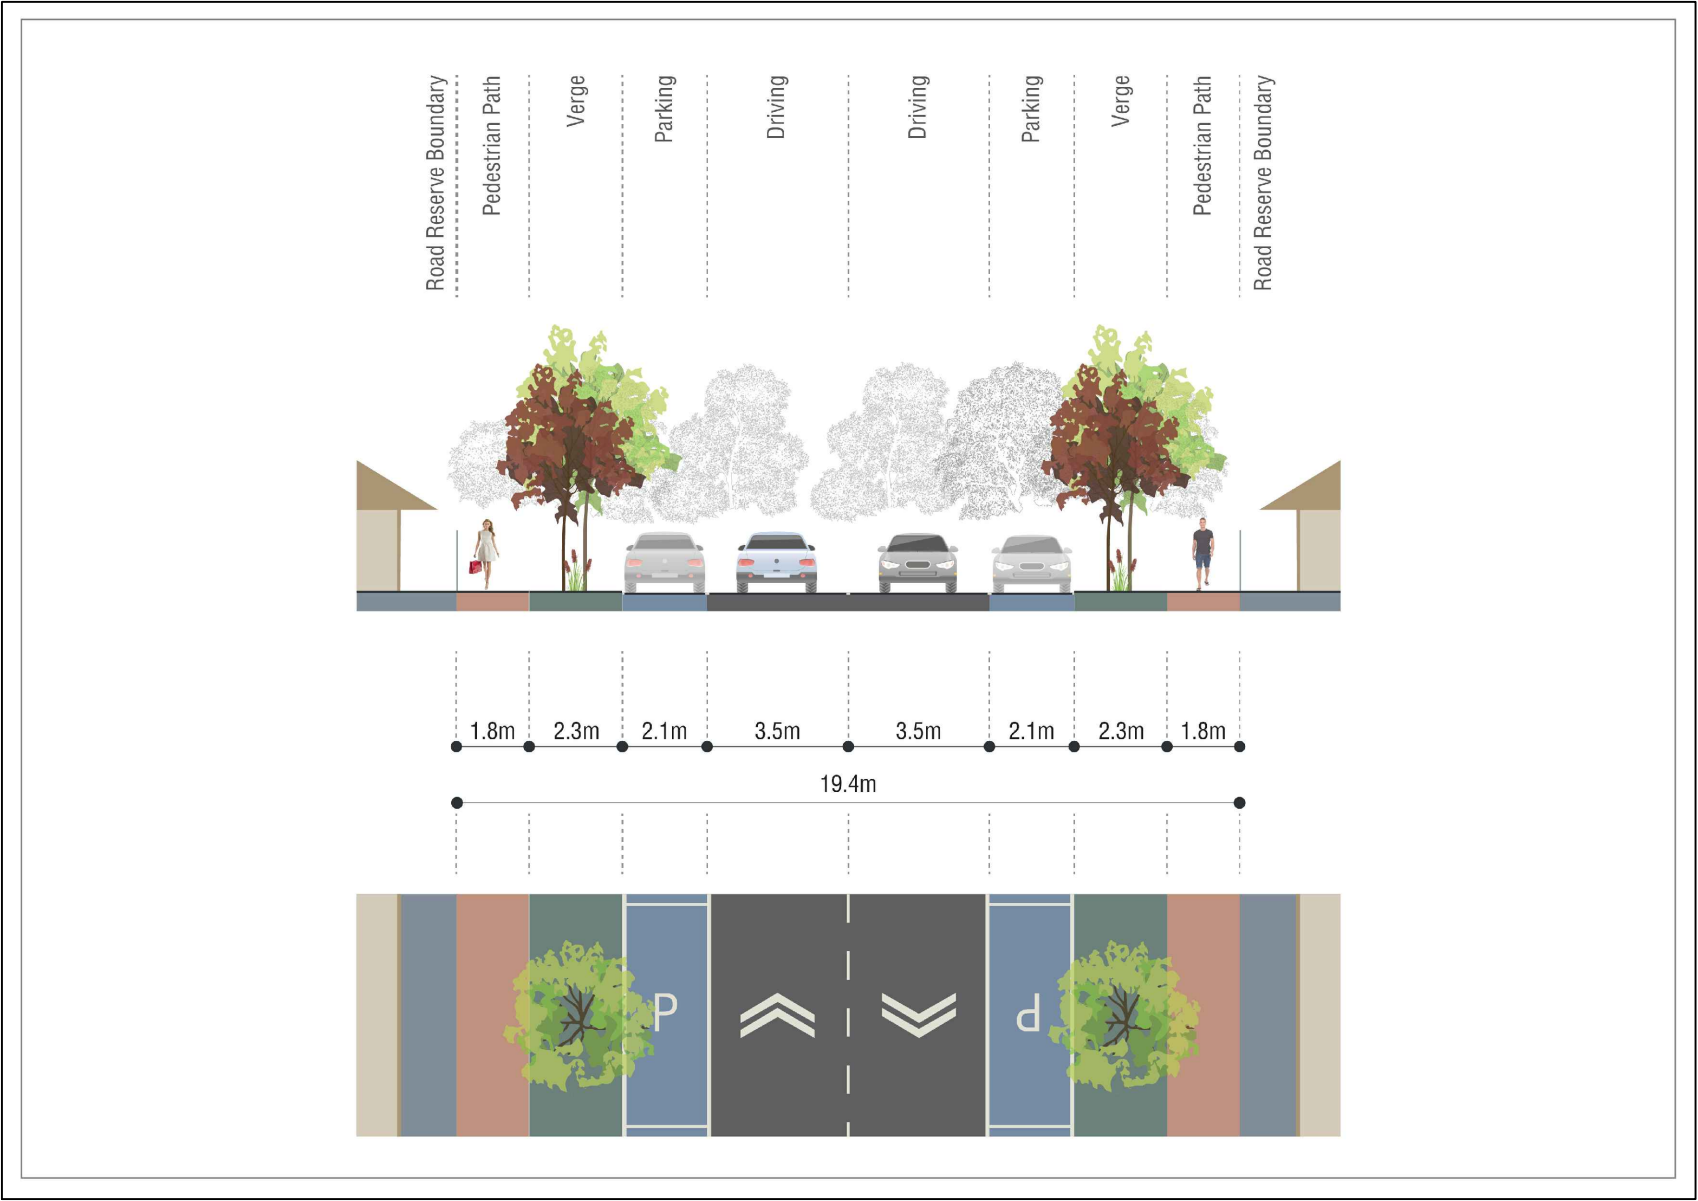 Road Reserve Boundary
Pedestrian Path
Verge
Parking
Driving
Driving
Parking
Verge
Pedestrian Path
Road Reserve Boundary
1.8m
2.3m
2.1m
3.5m
3.5m
2.1m
2.3m
1.8m
19.4m
P
P